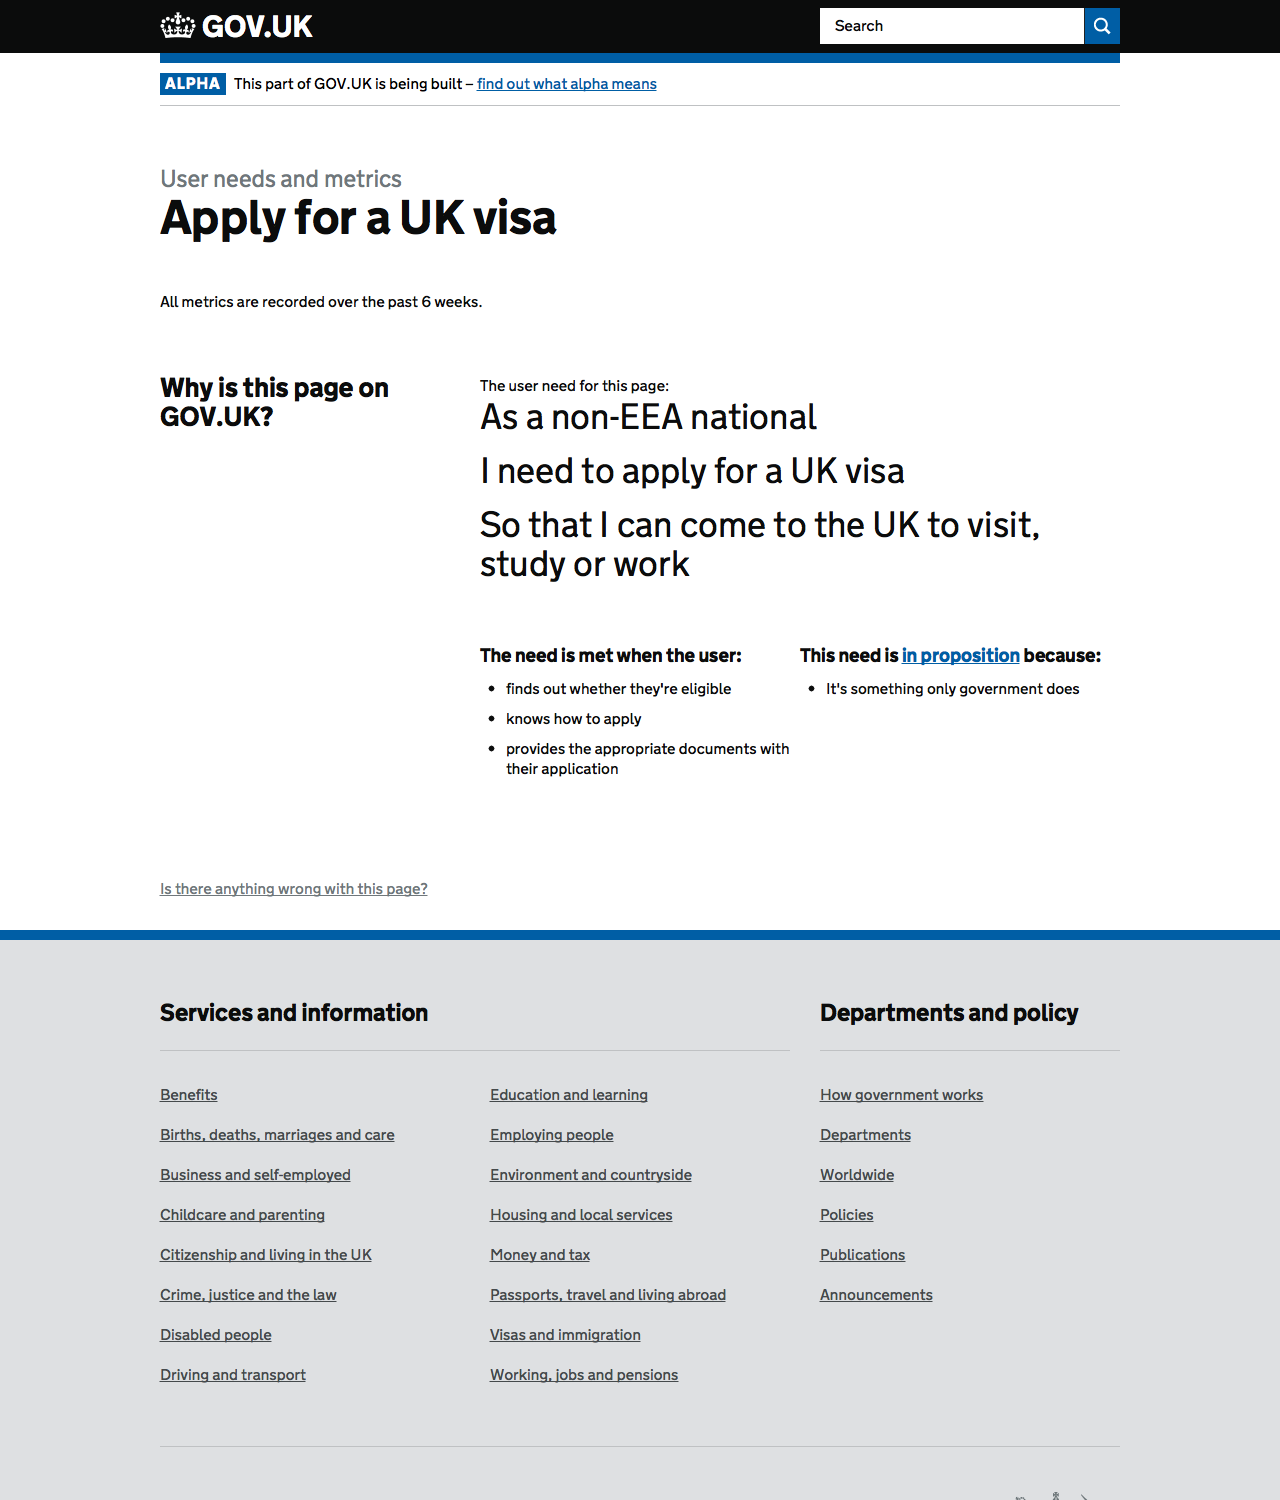 GOV.UK
Search
ALPHA This part of GOV.UK is being built – find out what alpha means
User needs and metrics
Apply for a UK visa
All metrics are recorded over the past 6 weeks.
Why is this page on
GOV.UK?
The user need for this page:
As a non-EEA national
I need to apply for a UK visa
So that I can come to the UK to visit,
study or work
The need is met when the user:
• finds out whether they're eligible
• knows how to apply
• provides the appropriate documents with
their application
This need is in proposition because:
• It's something only government does
Is there anything wrong with this page?
Services and information
Benefits
Births, deaths, marriages and care
Business and self-employed
Childcare and parenting
Citizenship and living in the UK
Crime, justice and the law
Disabled people
Driving and transport
Education and learning
Employing people
Environment and countryside
Housing and local services
Money and tax
Passports, travel and living abroad
Visas and immigration
Working, jobs and pensions
Departments and policy
How government works
Departments
Worldwide
Policies
Publications
Announcements